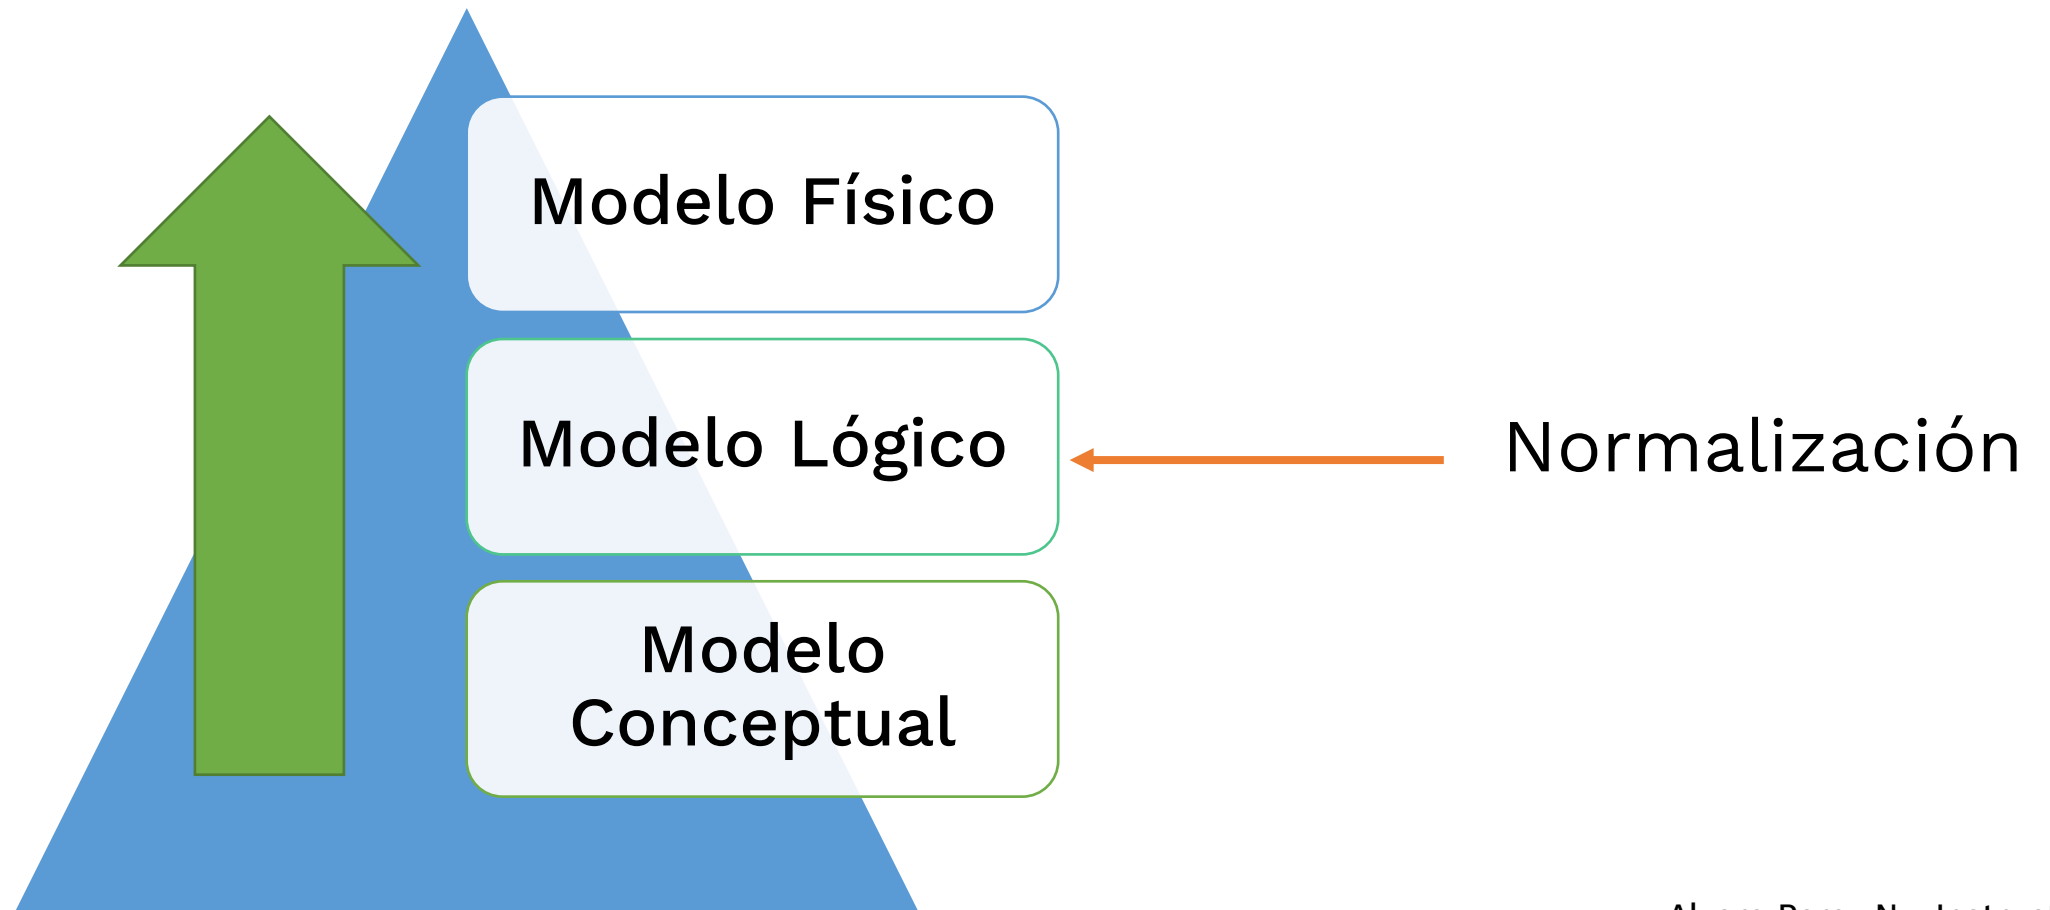 Modelo Físico
Modelo Lógico
Normalización
Modelo
Conceptual